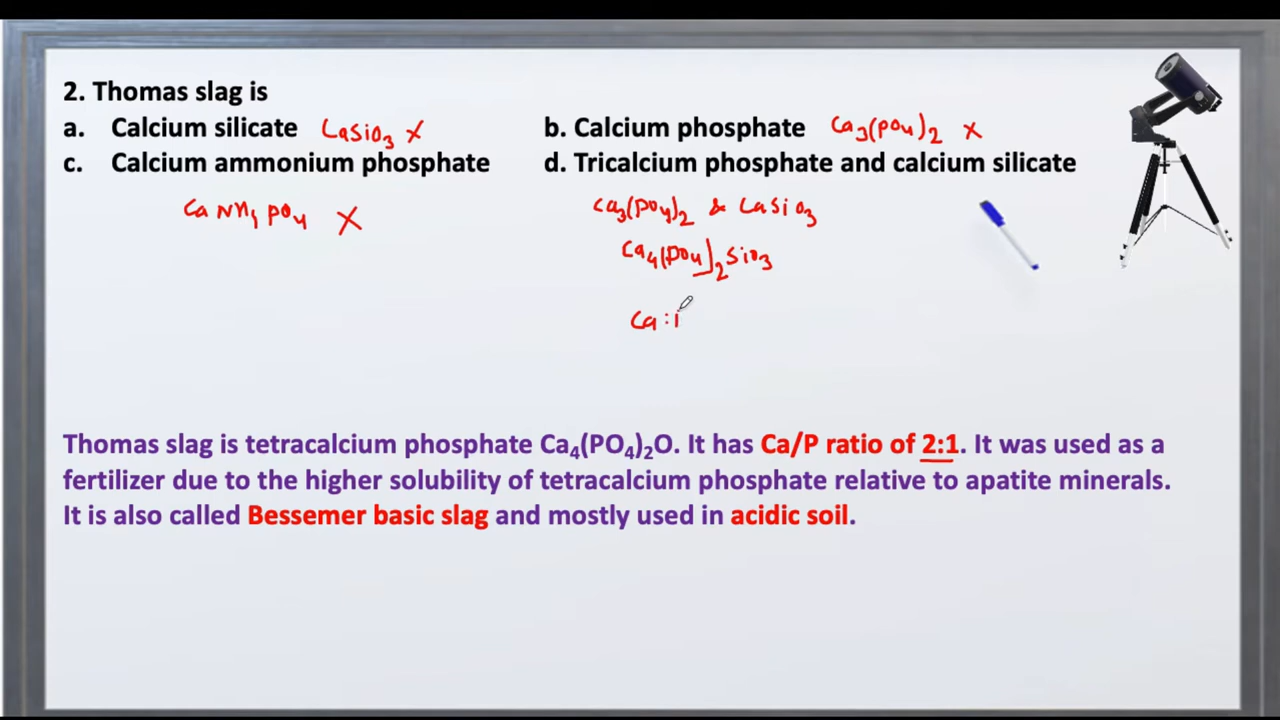 2. Thomas slag is
a. Calcium silicate CaSiO₃ X
b. Calcium phosphate Ca₃(PO₄)₂ X
c. Calcium ammonium phosphate
d. Tricalcium phosphate and calcium silicate
CaNH₄PO₄ X
Ca₃(PO₄)₂ & CaSiO₃
Ca₄(PO₄)₂SiO₃
Ca:
Thomas slag is tetracalcium phosphate Ca₄(PO₄)₂O. It has Ca/P ratio of 2:1. It was used as a
fertilizer due to the higher solubility of tetracalcium phosphate relative to apatite minerals.
It is also called Bessemer basic slag and mostly used in acidic soil.